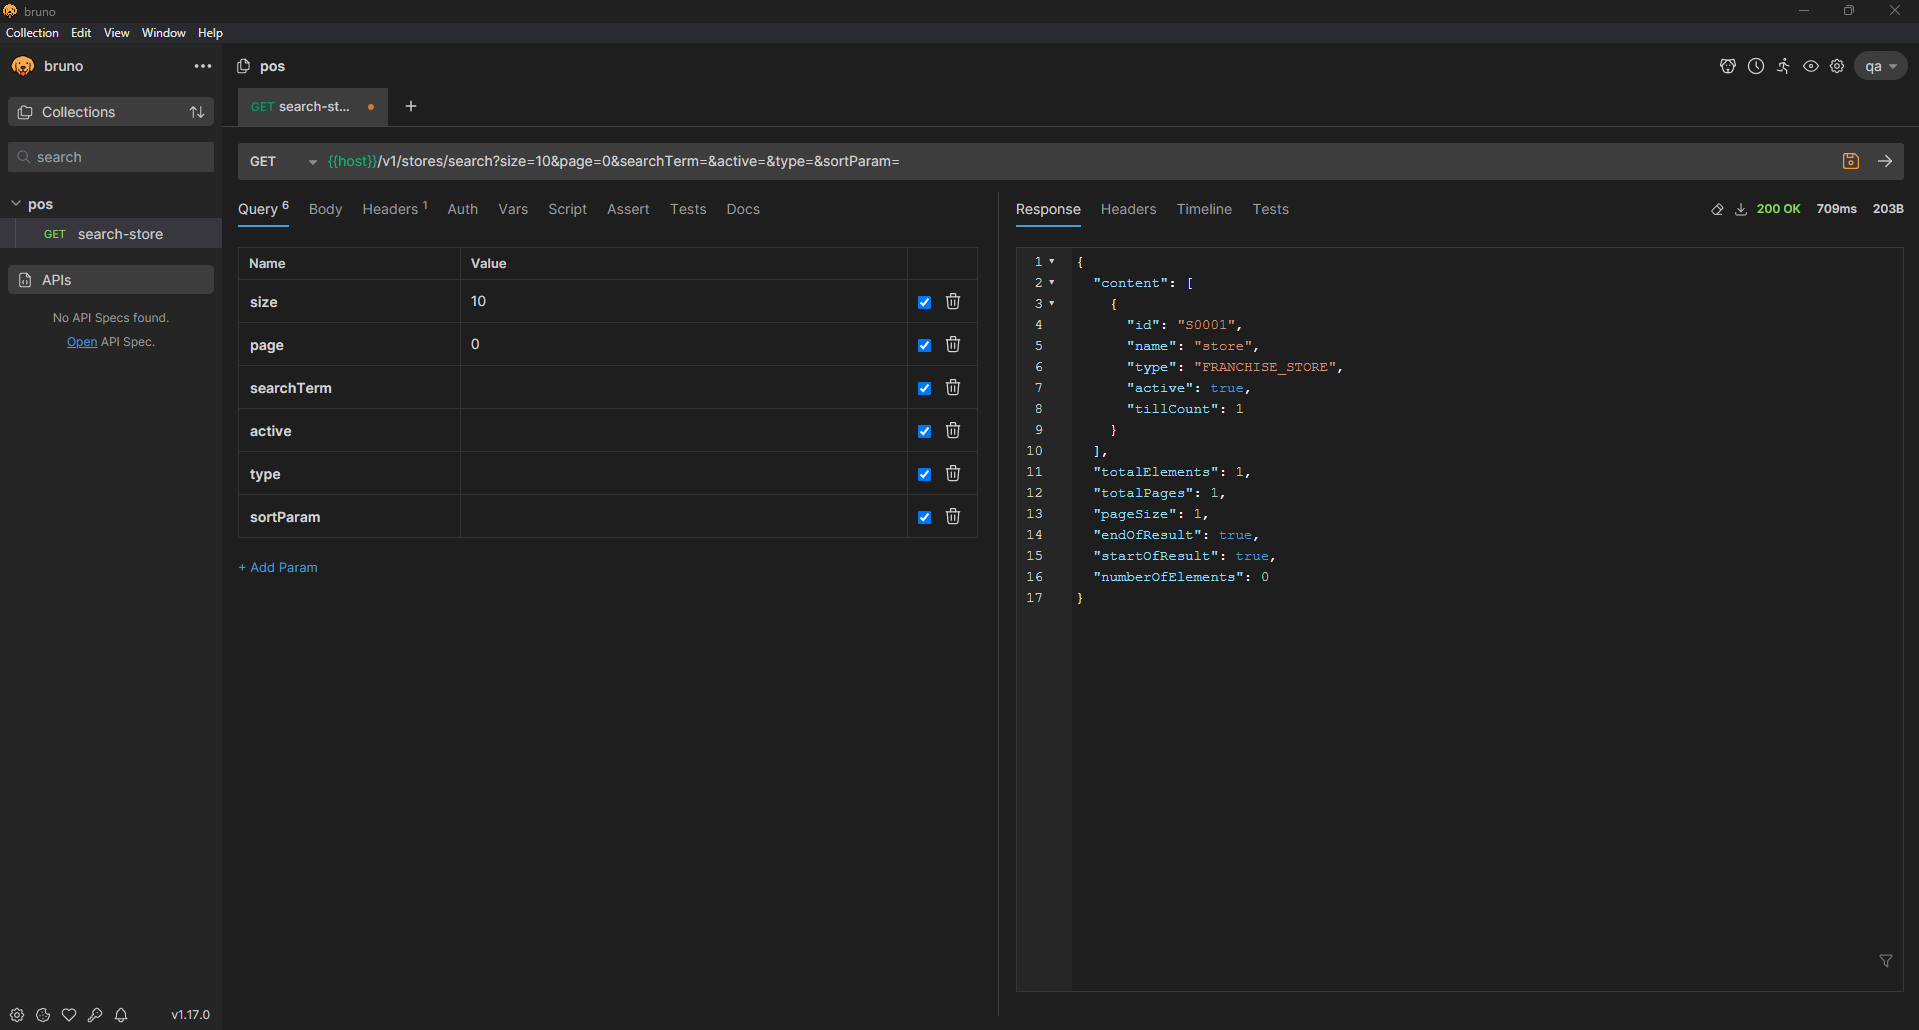 bruno
Collection Edit View Window Help
bruno
pos
qa
Collections
GET search-st...
search
GET {{host}}/v1/stores/search?size=10&page=0&searchTerm=&active=&type=&sortParam=
pos
GET search-store
APIs
No API Specs found.
Open API Spec.
Query 6 Body Headers 1 Auth Vars Script Assert Tests Docs
Name Value
size 10
page 0
searchTerm
active
type
sortParam
+ Add Param
Response Headers Timeline Tests 200 OK 709ms 203B
1 {
2 "content": [
3 {
4 "id": "S0001",
5 "name": "store",
6 "type": "FRANCHISE_STORE",
7 "active": true,
8 "tillCount": 1
9 }
10 ],
11 "totalElements": 1,
12 "totalPages": 1,
13 "pageSize": 1,
14 "endOfResult": true,
15 "startOfResult": true,
16 "numberOfElements": 0
17 }
v1.17.0